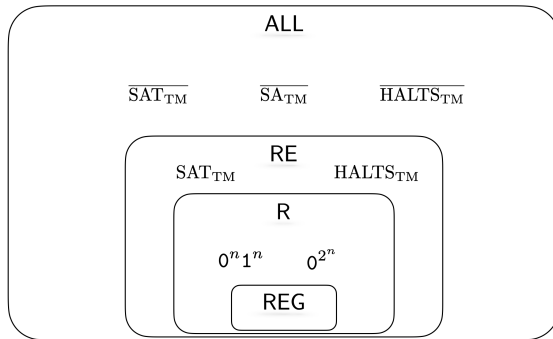 ALL
$\overline{\text{SAT}_{\text{TM}}}$ $\overline{\text{SA}_{\text{TM}}}$ $\overline{\text{HALTS}_{\text{TM}}}$
RE
$\text{SAT}_{\text{TM}}$ $\text{HALTS}_{\text{TM}}$
R
$0^n1^n$ $0^{2^n}$
REG